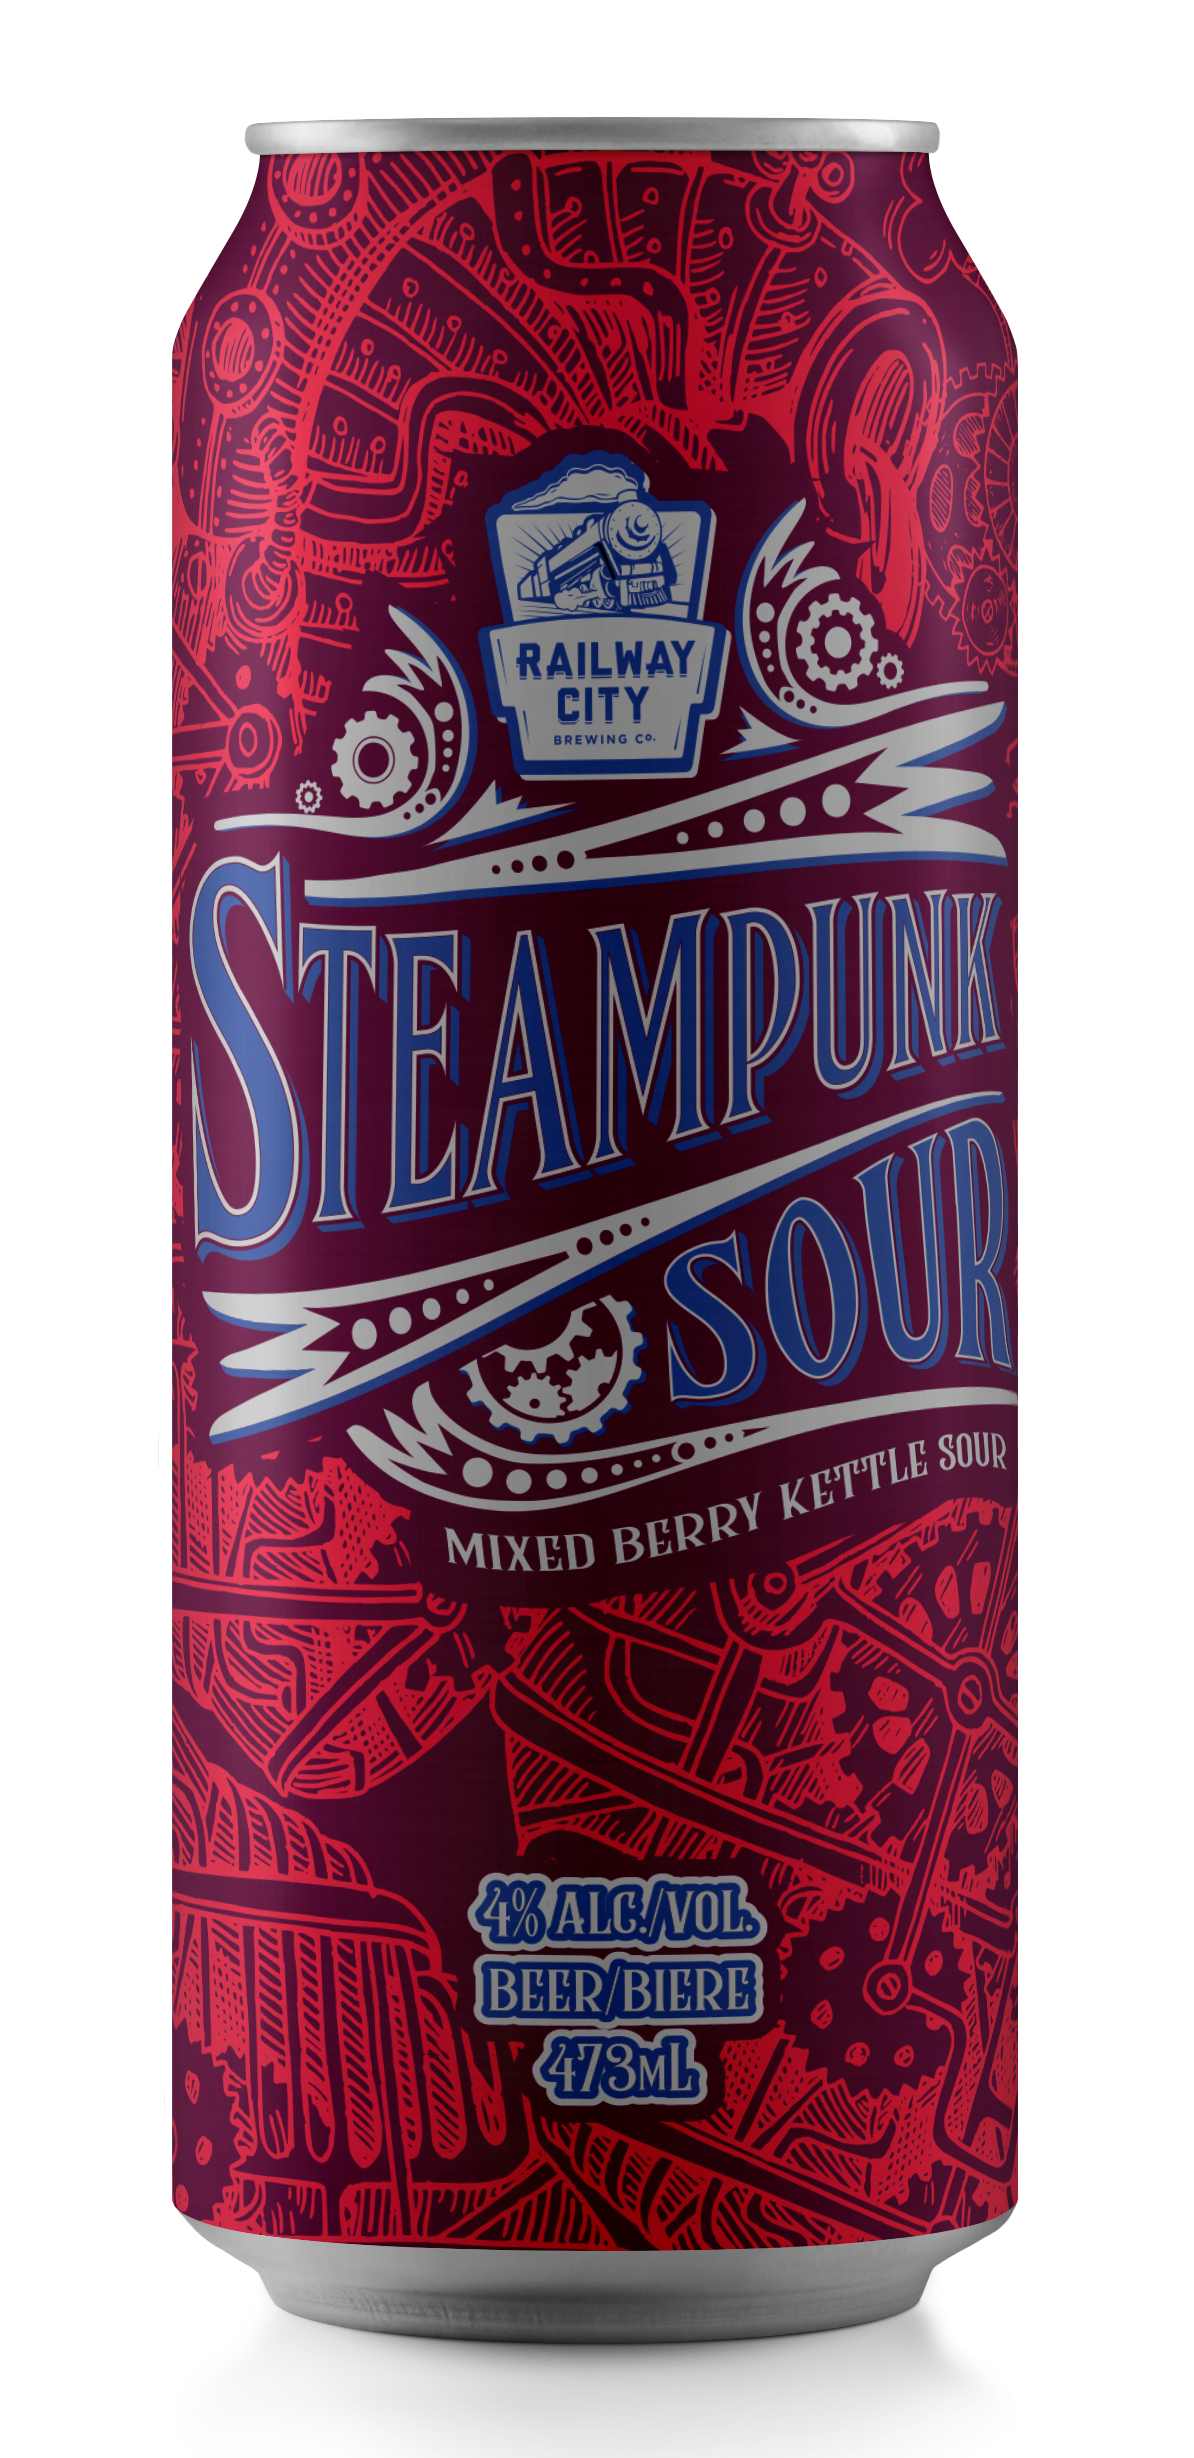 RAILWAY
CITY
BREWING Co.
STEAMPUNK
SOUR
MIXED BERRY KETTLE SOUR
4% ALC./VOL.
BEER/BIERE
473mL